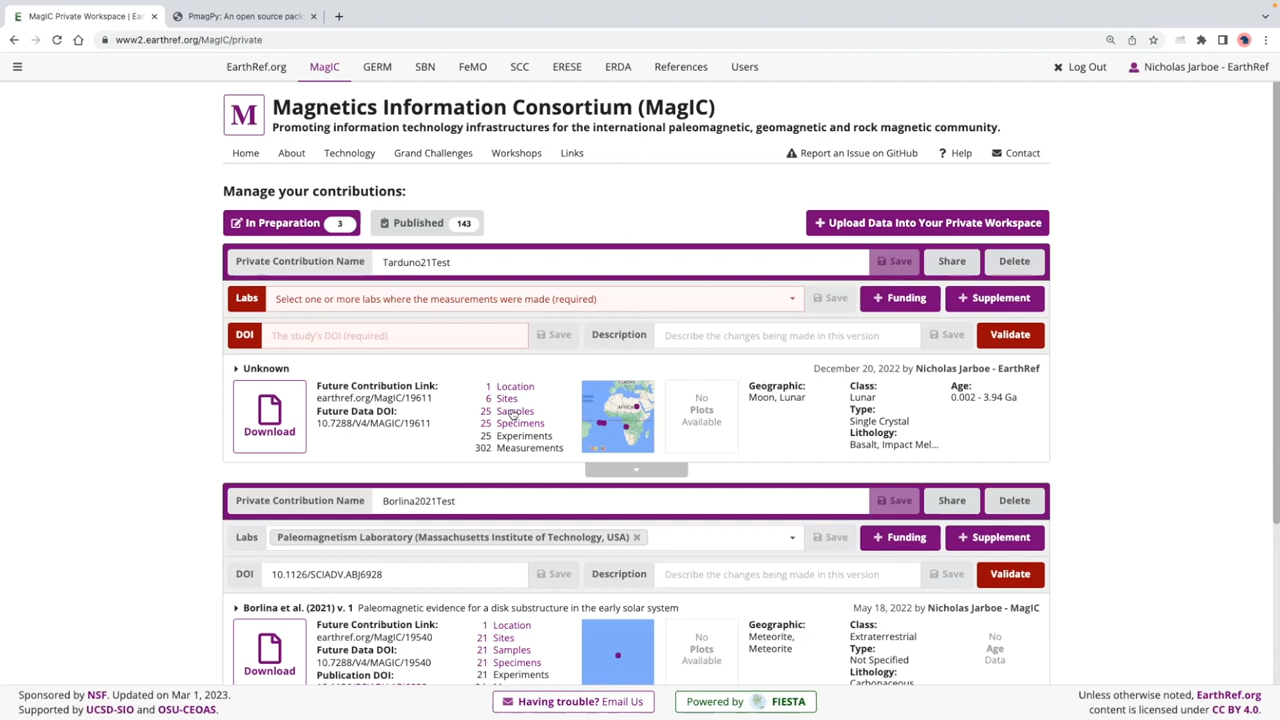 MagIC Private Workspace | Ear
PmagPy: An open source pack
www2.earthref.org/MagIC/private
EarthRef.org MagIC GERM SBN FeMO SCC ERESE ERDA References Users Log Out Nicholas Jarboe - EarthRef
M
Magnetics Information Consortium (MagIC)
Promoting information technology infrastructures for the international paleomagnetic, geomagnetic and rock magnetic community.
Home About Technology Grand Challenges Workshops Links Report an Issue on GitHub ? Help Contact
Manage your contributions:
In Preparation 3 Published 143 + Upload Data Into Your Private Workspace
Private Contribution Name Tarduno21Test Save Share Delete
Labs Select one or more labs where the measurements were made (required) Save + Funding + Supplement
DOI The study's DOI (required) Save Description Describe the changes being made in this version Save Validate
Unknown December 20, 2022 by Nicholas Jarboe - EarthRef
Download
Future Contribution Link:
earthref.org/MagIC/19611
Future Data DOI:
10.7288/V4/MAGIC/19611
1 Location
6 Sites
25 Samples
25 Specimens
25 Experiments
302 Measurements
EUROPE
AFRICA
No
Plots
Available
Geographic:
Moon, Lunar
Class:
Lunar
Type:
Single Crystal
Lithology:
Basalt, Impact Mel...
Age:
0.002 - 3.94 Ga
Private Contribution Name Borlina2021Test Save Share Delete
Labs Paleomagnetism Laboratory (Massachusetts Institute of Technology, USA) Save + Funding + Supplement
DOI 10.1126/SCIADV.ABJ6928 Save Description Describe the changes being made in this version Save Validate
Borlina et al. (2021) v. 1 Paleomagnetic evidence for a disk substructure in the early solar system May 18, 2022 by Nicholas Jarboe - MagIC
Download
Future Contribution Link:
earthref.org/MagIC/19540
Future Data DOI:
10.7288/V4/MAGIC/19540
Publication DOI:
1 Location
21 Sites
21 Samples
21 Specimens
21 Experiments
No
Plots
Available
Geographic:
Meteorite,
Meteorite
Class:
Extraterrestrial
Type:
Not Specified
Lithology:
Carbonaceous
No
Age
Data
Sponsored by NSF. Updated on Mar 1, 2023.
Supported by UCSD-SIO and OSU-CEOAS.
Having trouble? Email Us
Powered by FIESTA
Unless otherwise noted, EarthRef.org
content is licensed under CC BY 4.0.